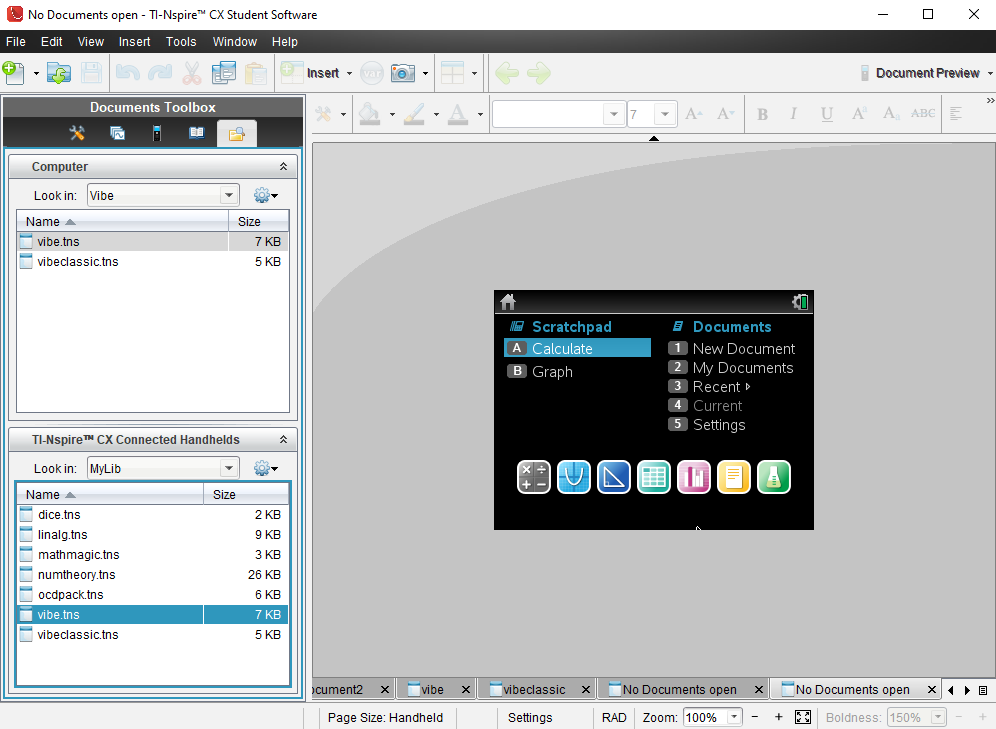 No Documents open - TI-Nspire™ CX Student Software
File Edit View Insert Tools Window Help
Insert Document Preview
Documents Toolbox
7 A A A B I U A A ABC
Computer
Look in: Vibe
Name Size
vibe.tns 7 KB
vibeclassic.tns 5 KB
Scratchpad
A Calculate
B Graph
Documents
1 New Document
2 My Documents
3 Recent
4 Current
5 Settings
TI-Nspire™ CX Connected Handhelds
Look in: MyLib
Name Size
dice.tns 2 KB
linalg.tns 9 KB
mathmagic.tns 3 KB
numtheory.tns 26 KB
ocdpack.tns 6 KB
vibe.tns 7 KB
vibeclassic.tns 5 KB
ocument2 vibe vibeclassic No Documents open No Documents open
Page Size: Handheld Settings RAD Zoom: 100% - + Boldness: 150% - +